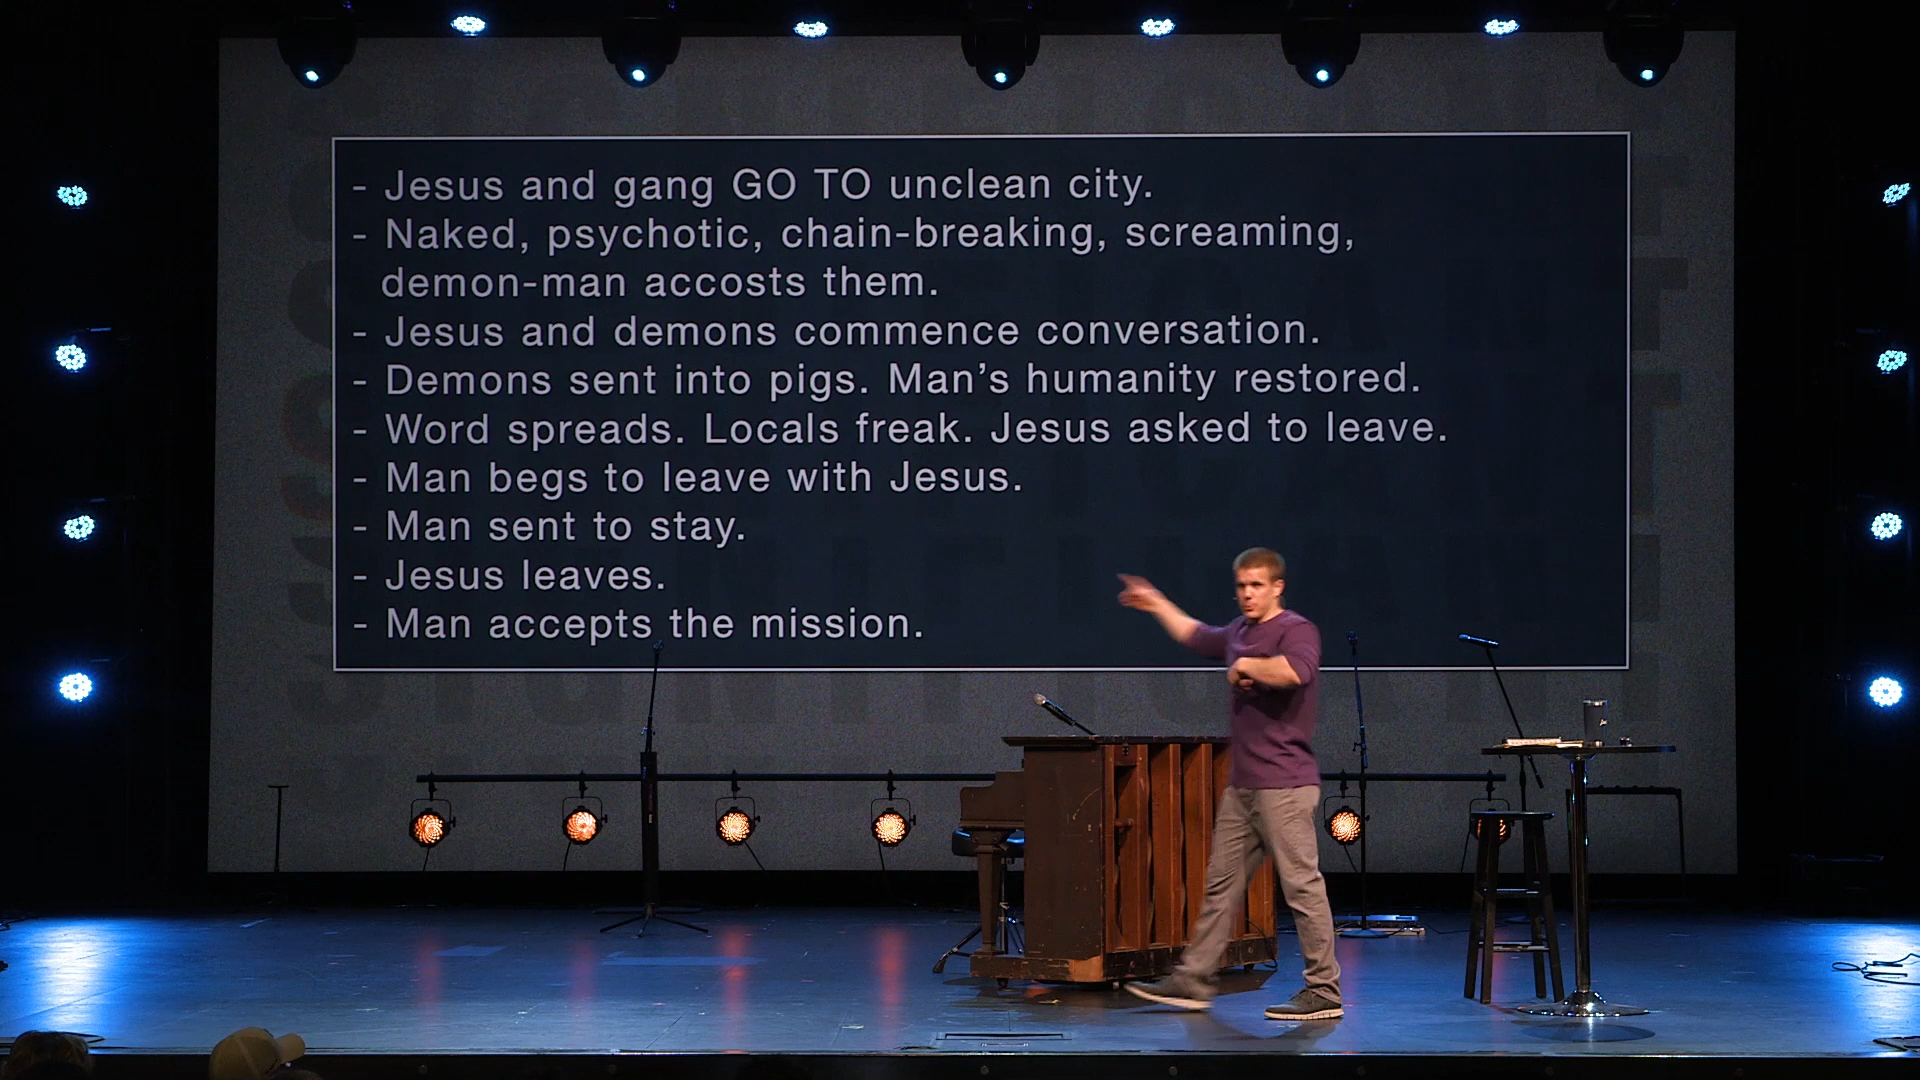 - Jesus and gang GO TO unclean city.
- Naked, psychotic, chain-breaking, screaming,
demon-man accosts them.
- Jesus and demons commence conversation.
- Demons sent into pigs. Man’s humanity restored.
- Word spreads. Locals freak. Jesus asked to leave.
- Man begs to leave with Jesus.
- Man sent to stay.
- Jesus leaves.
- Man accepts the mission.